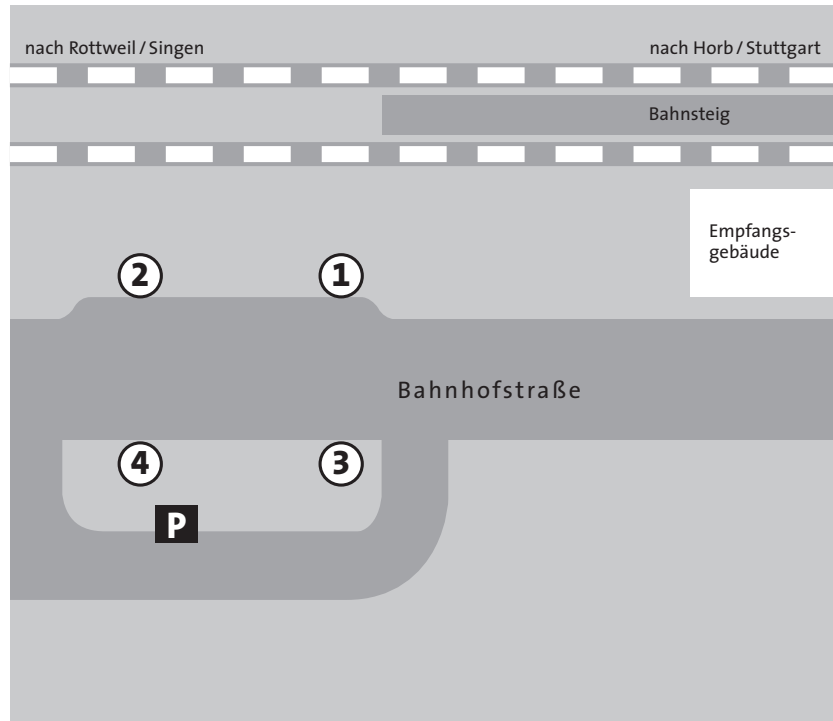 nach Rottweil / Singen
nach Horb / Stuttgart
Bahnsteig
Empfangs-
gebäude
2
1
Bahnhofstraße
4
3
P